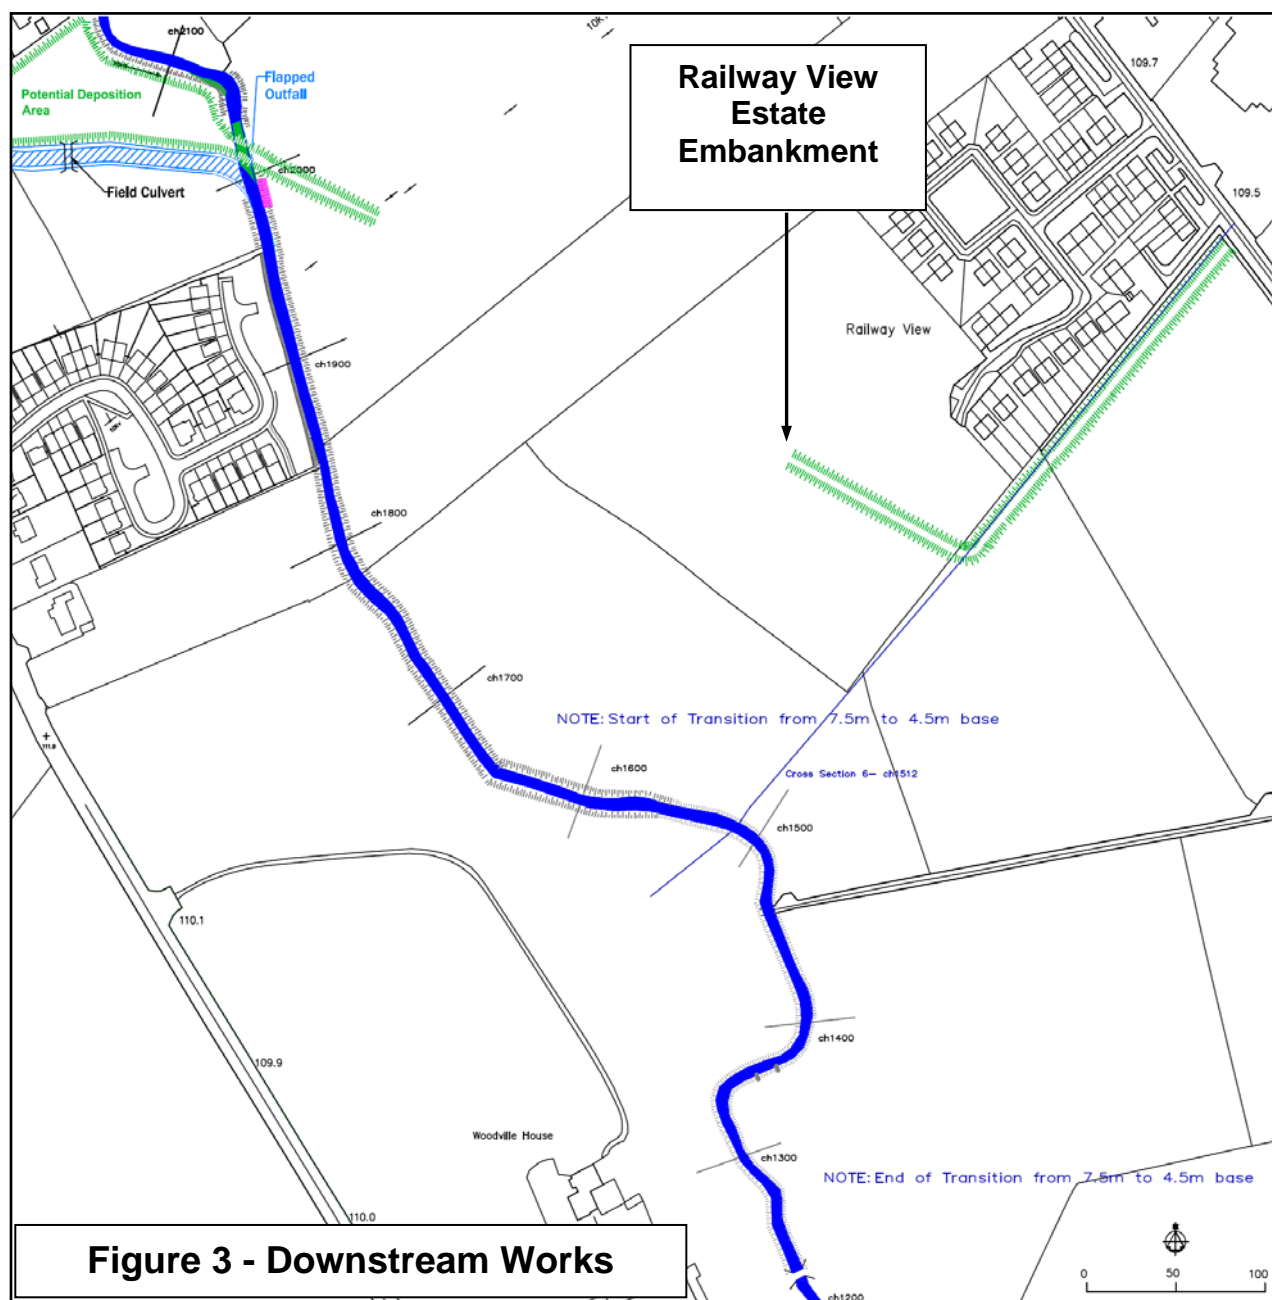 ch2100
10K
Railway View
Estate
Embankment
109.7
Flapped
Outfall
Potential Deposition
Area
ch2000
Field Culvert
109.5
Railway View
ch1900
ch1800
ch1700
NOTE: Start of Transition from 7.5m to 4.5m base
111.9
ch1600
Cross Section 6- ch1512
ch1500
110.1
ch1400
109.9
Woodville House
ch1300
NOTE: End of Transition from 7.5m to 4.5m base
110.0
Figure 3 - Downstream Works
0 50 100
ch1200